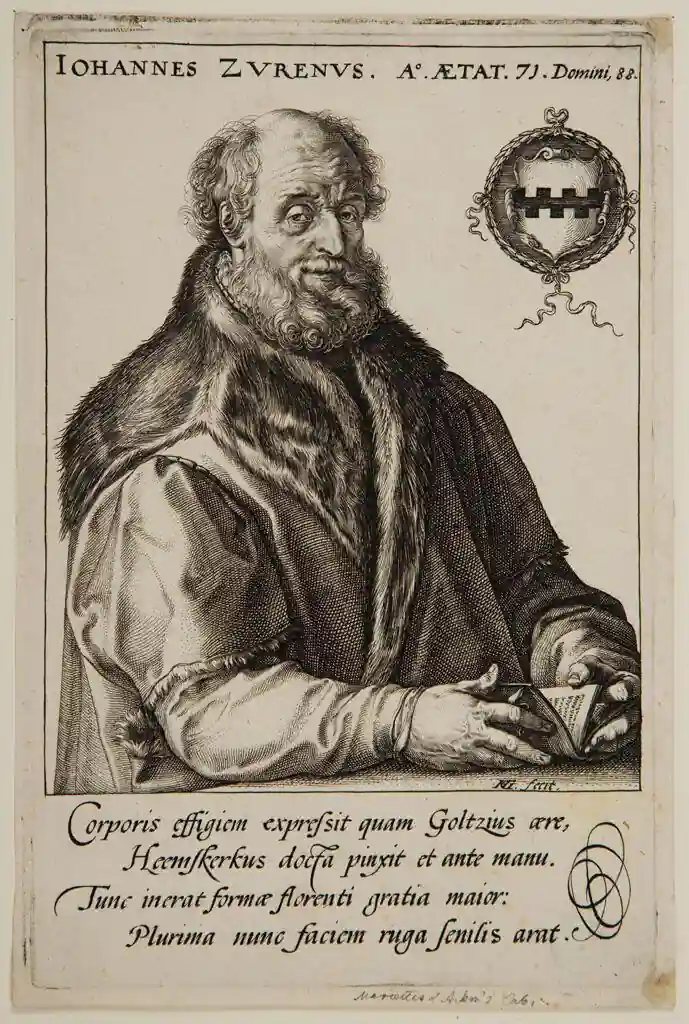 IOHANNES ZVRENVS. Aº. ÆTAT. 71. Domini, 88.
HG. fecit.
Corporis effigiem expreſsit quam Goltzius ære,
Heemſkerkus docta pinxit et ante manu.
Tunc inerat formæ florenti gratia maior:
Plurima nunc faciem ruga ſenilis arat.